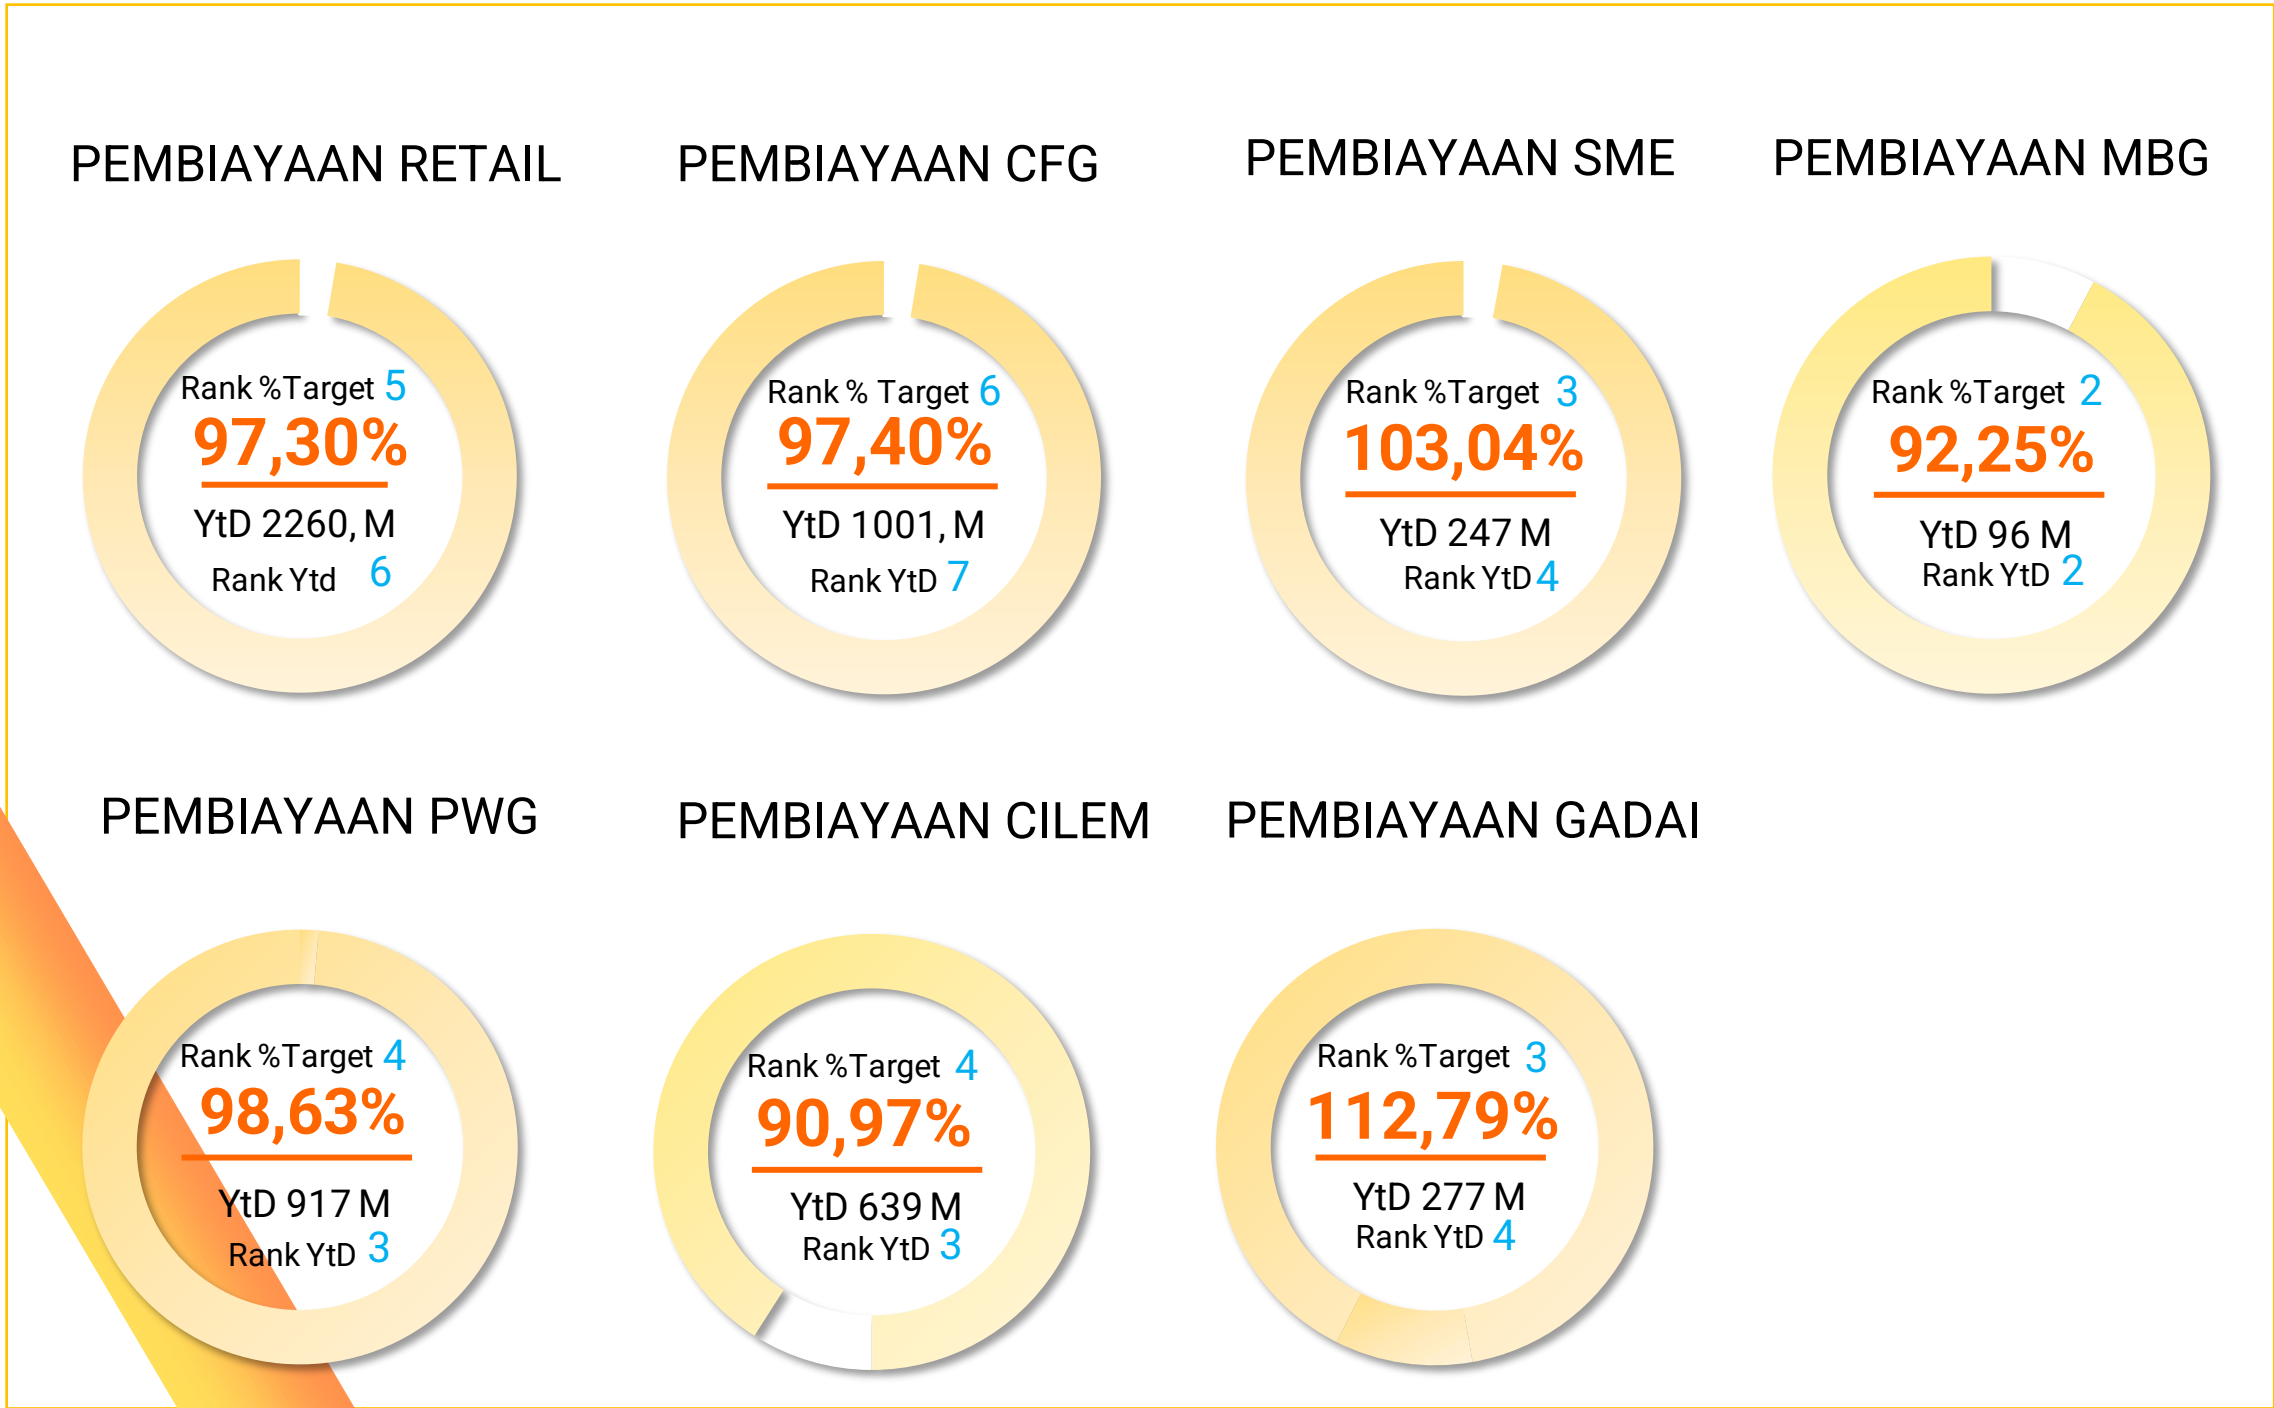 PEMBIAYAAN RETAIL
Rank %Target 5
97,30%
YtD 2260, M
Rank Ytd 6
PEMBIAYAAN CFG
Rank % Target 6
97,40%
YtD 1001, M
Rank YtD 7
PEMBIAYAAN SME
Rank %Target 3
103,04%
YtD 247 M
Rank YtD 4
PEMBIAYAAN MBG
Rank %Target 2
92,25%
YtD 96 M
Rank YtD 2
PEMBIAYAAN PWG
Rank %Target 4
98,63%
YtD 917 M
Rank YtD 3
PEMBIAYAAN CILEM
Rank %Target 4
90,97%
YtD 639 M
Rank YtD 3
PEMBIAYAAN GADAI
Rank %Target 3
112,79%
YtD 277 M
Rank YtD 4